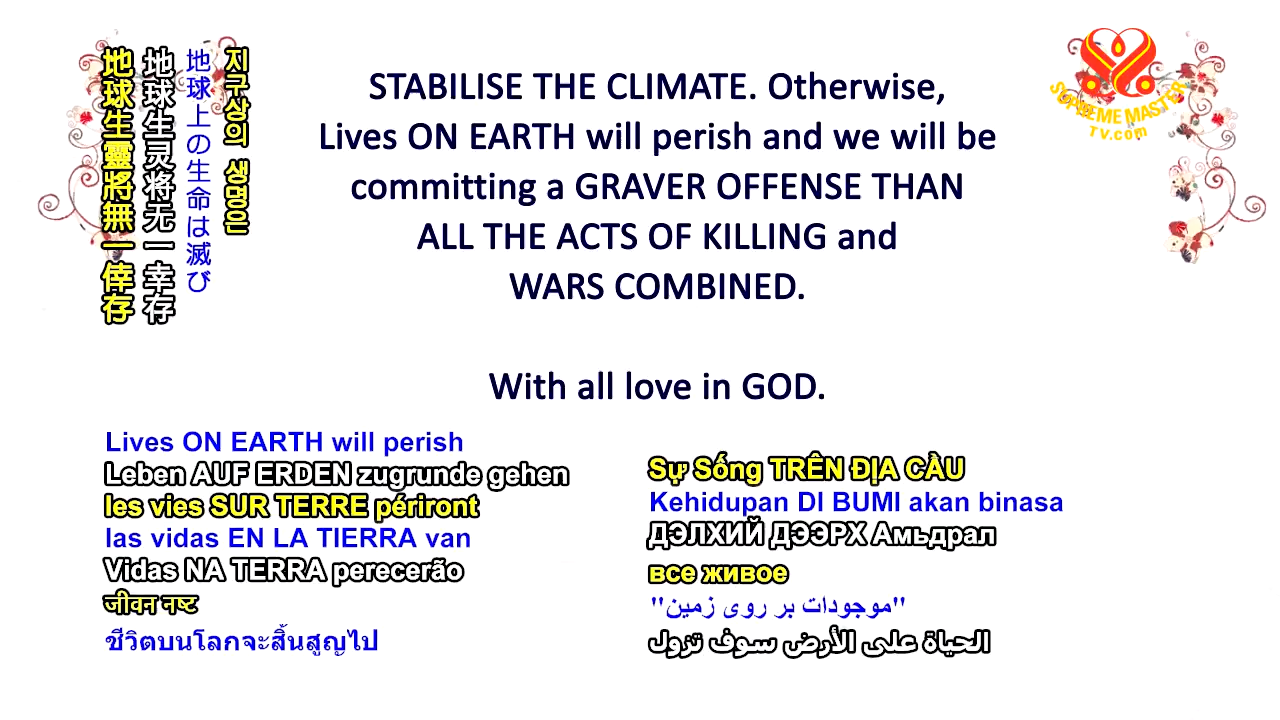 地球生靈將無一倖存
地球生灵将无一幸存
地球上の生命は滅び
지구상의 생명은
STABILISE THE CLIMATE. Otherwise,
Lives ON EARTH will perish and we will be
committing a GRAVER OFFENSE THAN
ALL THE ACTS OF KILLING and
WARS COMBINED.
With all love in GOD.
SUPREME MASTER
TV.com
Lives ON EARTH will perish
Leben AUF ERDEN zugrunde gehen
les vies SUR TERRE périront
las vidas EN LA TIERRA van
Vidas NA TERRA perecerão
जीवन नष्ट
ชีวิตบนโลกจะสิ้นสูญไป
Sự Sống TRÊN ĐỊA CẦU
Kehidupan DI BUMI akan binasa
ДЭЛХИЙ ДЭЭРХ Амьдрал
все живое
"موجودات بر روی زمین"
الحياة على الأرض سوف تزول